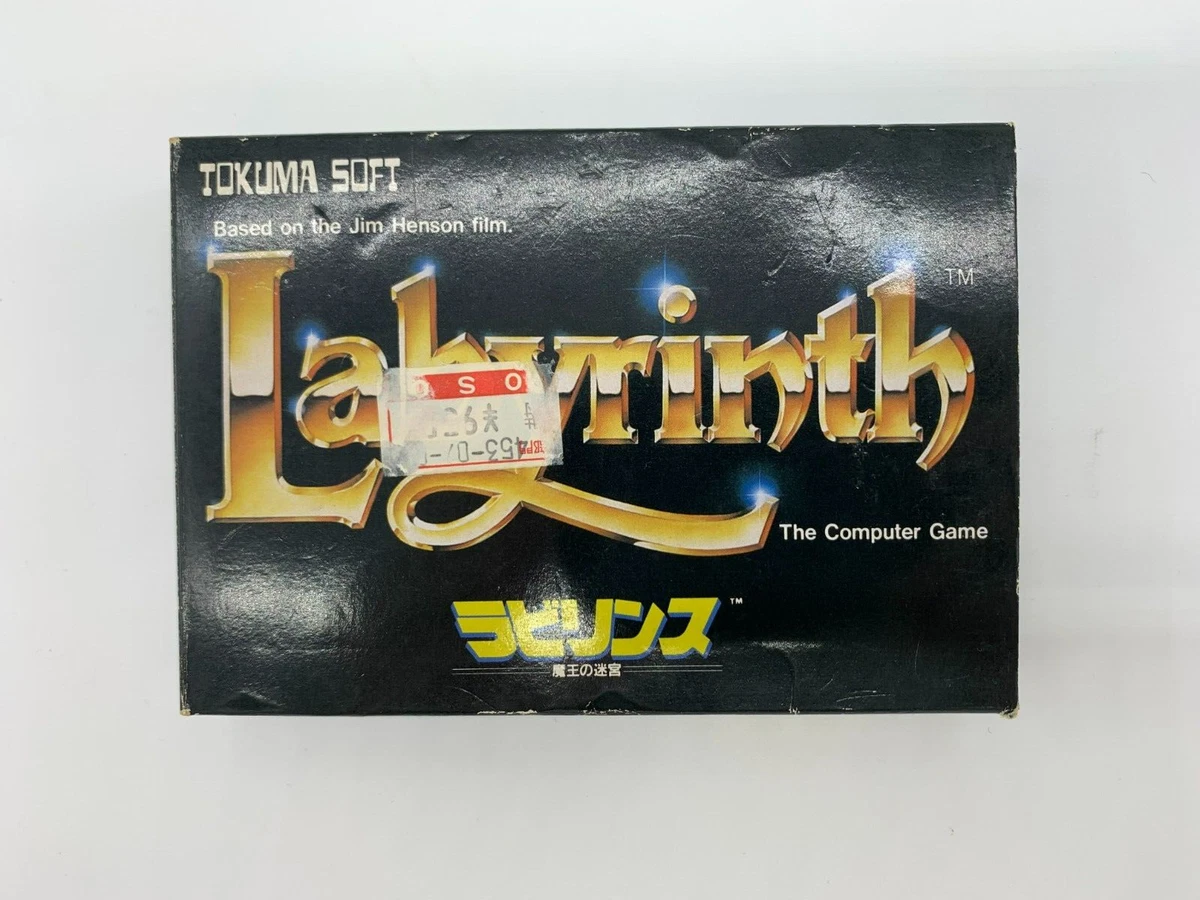 TOKUMA SOFT
Based on the Jim Henson film.
Labyrinth TM
The Computer Game
ラビリンス TM
魔王の迷宮